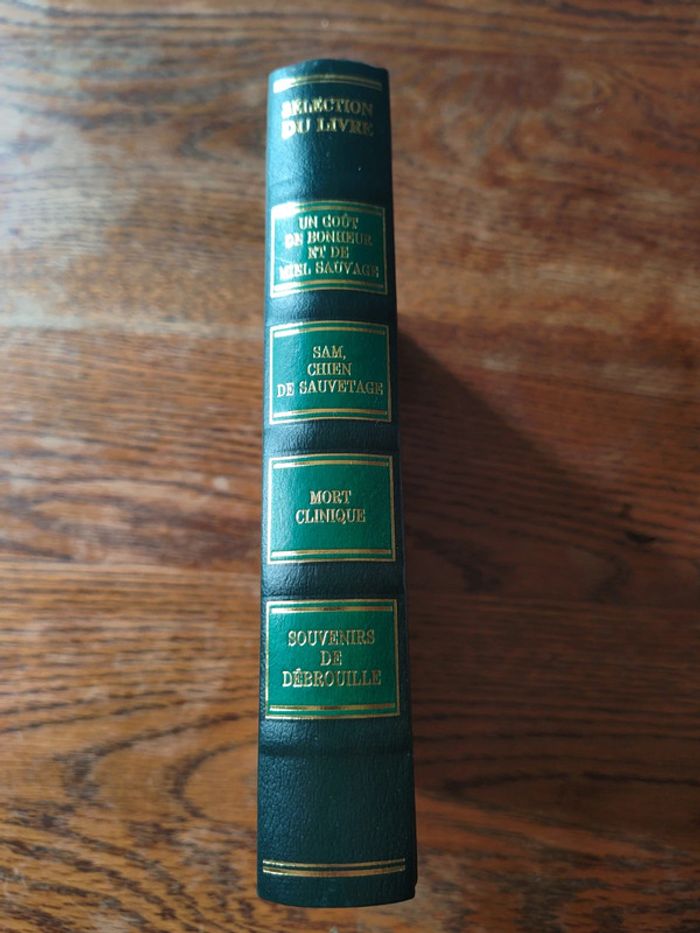 SÉLECTION
DU LIVRE
UN GOÛT
DE BONHEUR
ET DE
MIEL SAUVAGE
SAM,
CHIEN
DE SAUVETAGE
MORT
CLINIQUE
SOUVENIRS
DE
DÉBROUILLE